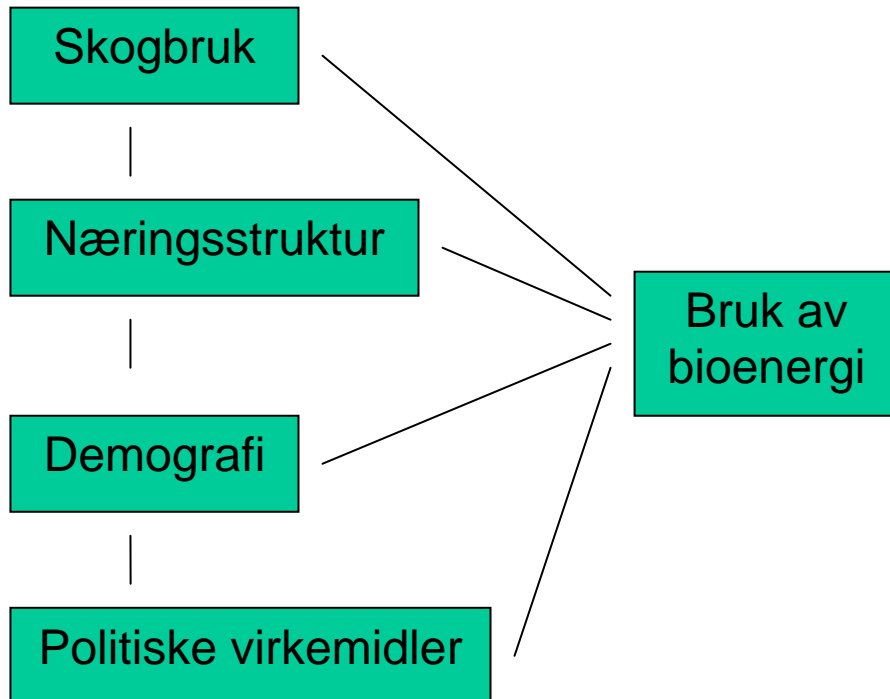 Skogbruk
Næringsstruktur
Bruk av
bioenergi
Demografi
Politiske virkemidler